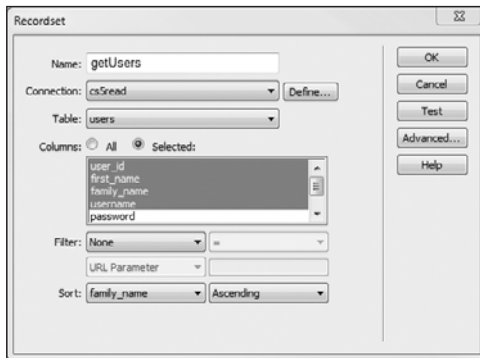 Recordset
Name: getUsers
OK
Connection: cs5read Define...
Cancel
Table: users
Test
Columns: All Selected:
Advanced...
user_id
first_name
Help
family_name
username
password
Filter: None =
URL Parameter
Sort: family_name Ascending